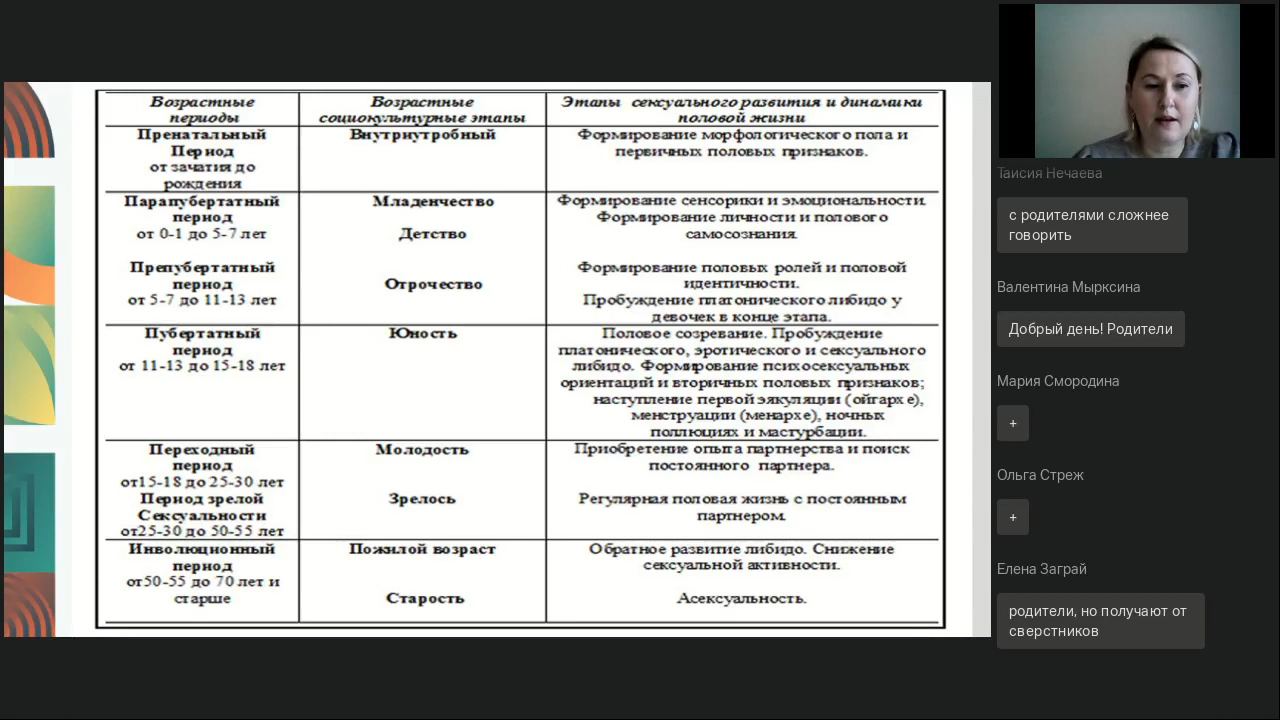 Возрастные
периоды
Возрастные
социокультурные этапы
Этапы сексуального развития и динамики
половой жизни
Пренатальный
Период
от зачатия до
рождения
Внутриутробный
Формирование морфологического пола и
первичных половых признаков.
Парапубертатный
период
от 0-1 до 5-7 лет
Младенчество
Детство
Формирование сенсорики и эмоциональности.
Формирование личности и полового
самосознания.
Препубертатный
период
от 5-7 до 11-13 лет
Отрочество
Формирование половых ролей и половой
идентичности.
Пробуждение платонического либидо у
девочек в конце этапа.
Пубертатный
период
от 11-13 до 15-18 лет
Юность
Половое созревание. Пробуждение
платонического, эротического и сексуального
либидо. Формирование психосексуальных
ориентаций и вторичных половых признаков;
наступление первой эякуляции (ойгархе),
менструации (менархе), ночных
поллюциях и мастурбации.
Переходный
период
от15-18 до 25-30 лет
Молодость
Приобретение опыта партнерства и поиск
постоянного партнера.
Период зрелой
Сексуальности
от25-30 до 50-55 лет
Зрелось
Регулярная половая жизнь с постоянным
партнером.
Инволюционный
период
от50-55 до 70 лет и
старше
Пожилой возраст
Старость
Обратное развитие либидо. Снижение
сексуальной активности.
Асексуальность.
Таисия Нечаева
с родителями сложнее
говорить
Валентина Мырксина
Добрый день! Родители
Мария Смородина
+
Ольга Стреж
+
Елена Заграй
родители, но получают от
сверстников